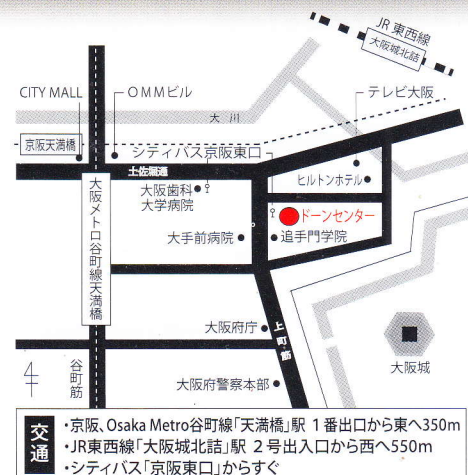 JR東西線
大阪城北詰
CITY MALL
OMMビル
テレビ大阪
大川
京阪天満橋
シティバス京阪東口
土佐堀通
大阪歯科
大学病院
ヒルトンホテル
ドーンセンター
大手前病院
追手門学院
大阪メトロ谷町線天満橋
大阪府庁
上町筋
大阪城
谷町筋
大阪府警察本部
交通
・京阪、Osaka Metro谷町線「天満橋」駅 1番出口から東へ350m
・JR東西線「大阪城北詰」駅 2号出入口から西へ550m
・シティバス「京阪東口」からすぐ